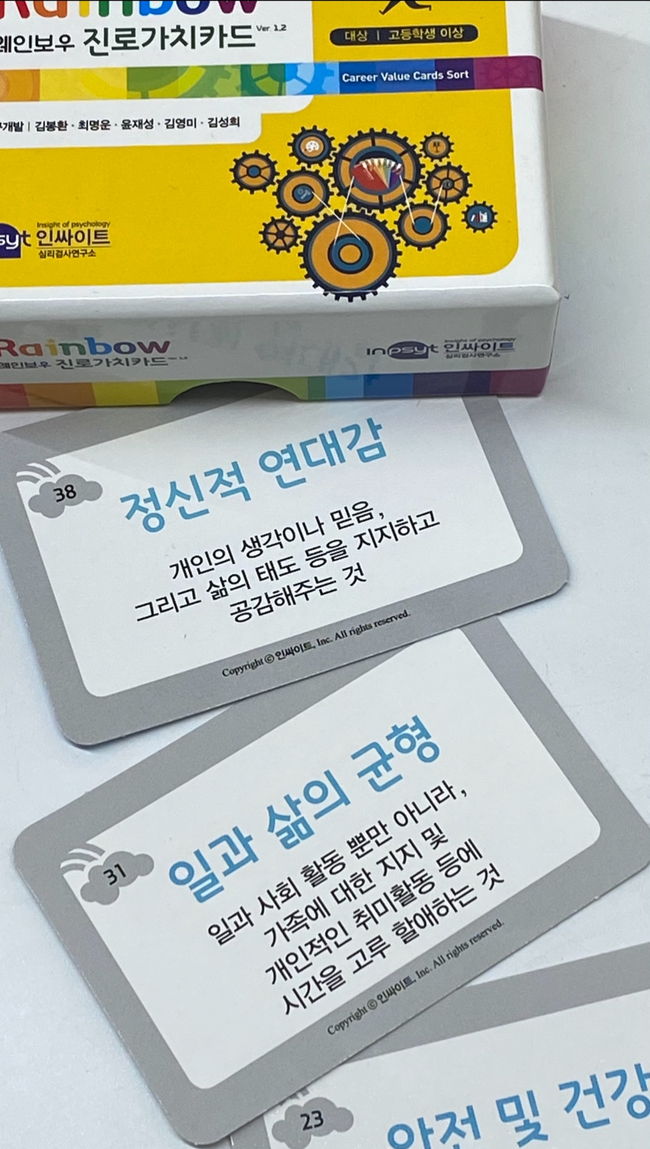 Rainbow
레인보우 진로가치카드 Ver 1.2
대상 | 고등학생 이상
Career Value Cards Sort
구개발 | 김봉환 · 최명운 · 윤재성 · 김영미 · 김성희
Insight of psychology
syt 인싸이트
심리검사연구소
Rainbow
레인보우 진로가치카드
Insight of psychology
inpsyt 인싸이트
심리검사연구소
38
정신적 연대감
개인의 생각이나 믿음,
그리고 삶의 태도 등을 지지하고
공감해주는 것
Copyright ⓒ 인싸이트, Inc. All rights reserved.
31
일과 삶의 균형
일과 사회 활동 뿐만 아니라,
가족에 대한 지지 및
개인적인 취미활동 등에
시간을 고루 할애하는 것
Copyright ⓒ 인싸이트, Inc. All rights reserved.
23
안전 및 건강